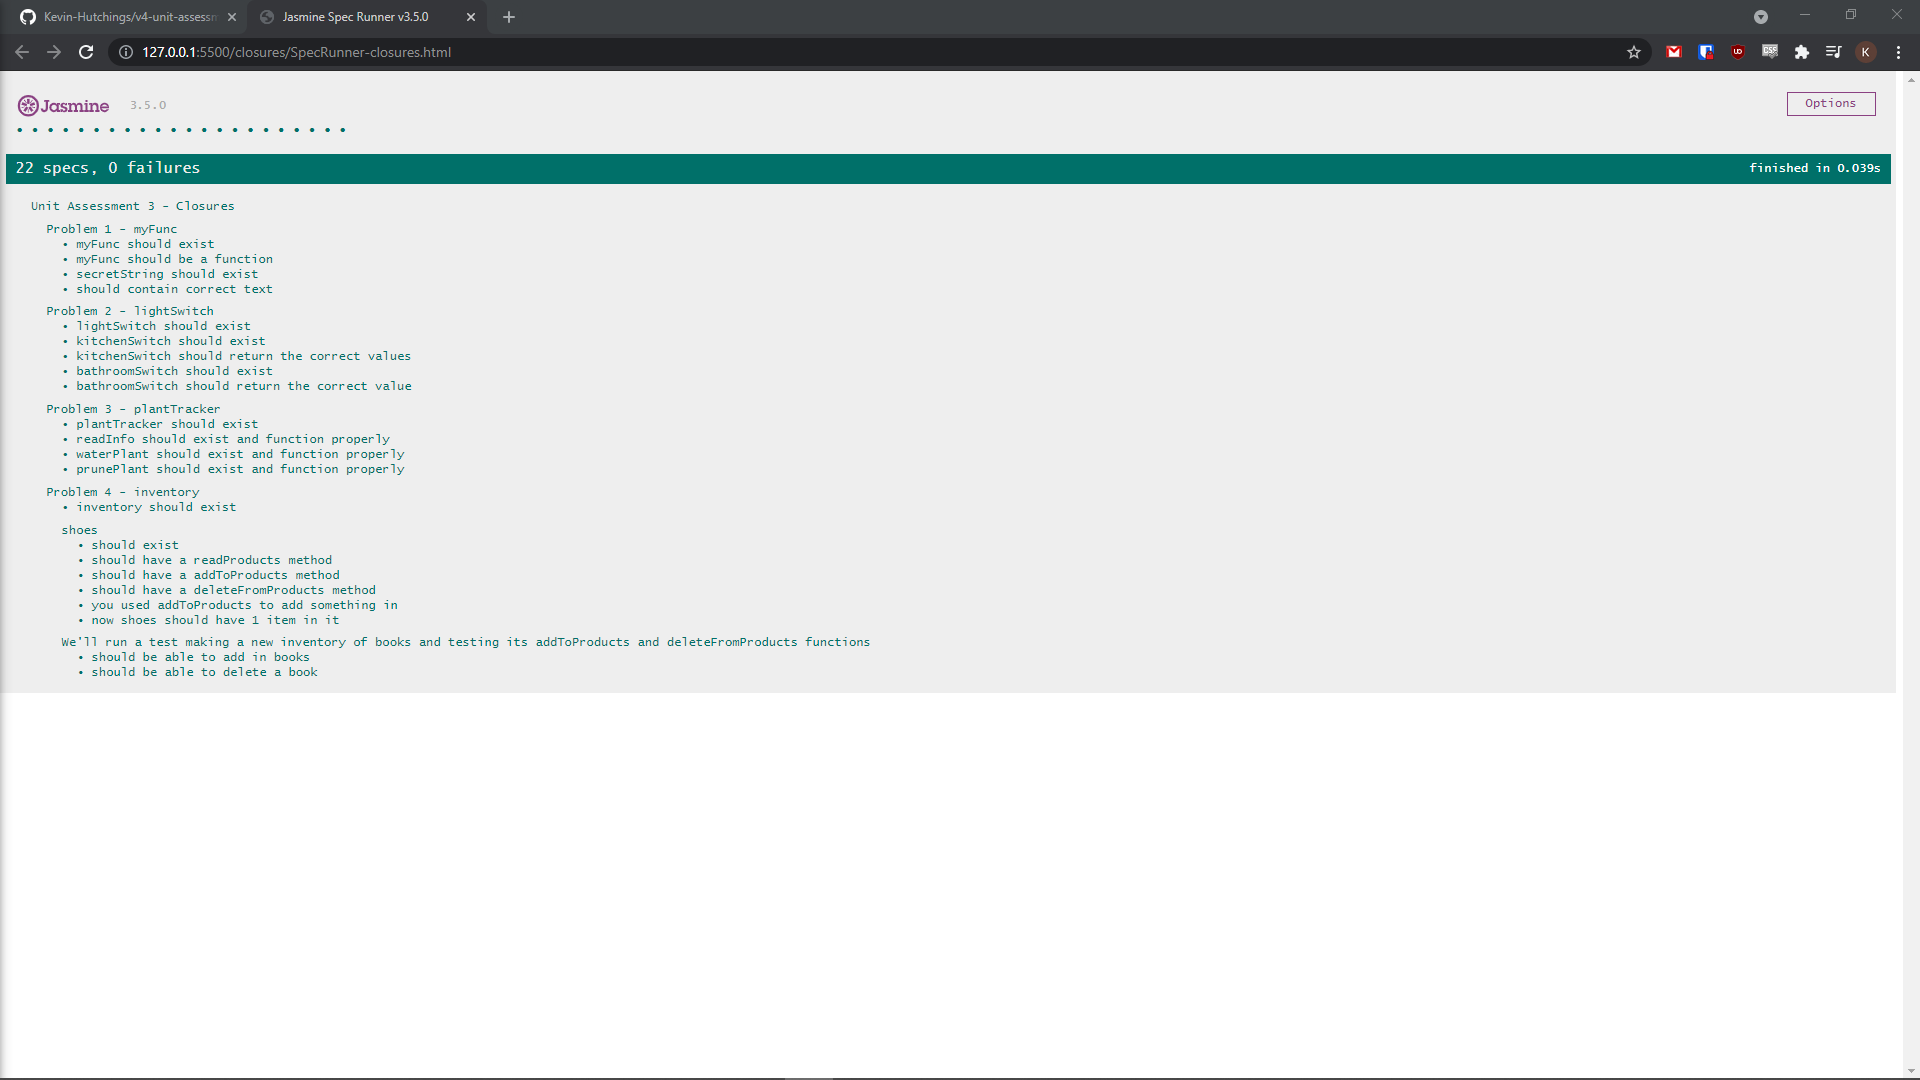 Kevin-Hutchings/v4-unit-assessm
Jasmine Spec Runner v3.5.0
127.0.0.1:5500/closures/SpecRunner-closures.html
K
Jasmine 3.5.0
Options
22 specs, 0 failures
finished in 0.039s
Unit Assessment 3 - Closures
Problem 1 - myFunc
• myFunc should exist
• myFunc should be a function
• secretString should exist
• should contain correct text
Problem 2 - lightSwitch
• lightSwitch should exist
• kitchenSwitch should exist
• kitchenSwitch should return the correct values
• bathroomSwitch should exist
• bathroomSwitch should return the correct value
Problem 3 - plantTracker
• plantTracker should exist
• readInfo should exist and function properly
• waterPlant should exist and function properly
• prunePlant should exist and function properly
Problem 4 - inventory
• inventory should exist
shoes
• should exist
• should have a readProducts method
• should have a addToProducts method
• should have a deleteFromProducts method
• you used addToProducts to add something in
• now shoes should have 1 item in it
We'll run a test making a new inventory of books and testing its addToProducts and deleteFromProducts functions
• should be able to add in books
• should be able to delete a book